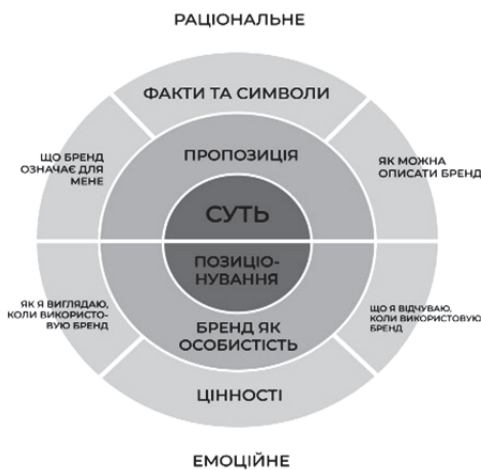 РАЦІОНАЛЬНЕ
ФАКТИ ТА СИМВОЛИ
ЩО БРЕНД
ОЗНАЧАЄ ДЛЯ
МЕНЕ
ПРОПОЗИЦІЯ
ЯК МОЖНА
ОПИСАТИ БРЕНД
СУТЬ
ПОЗИЦІО-
НУВАННЯ
ЯК Я ВИГЛЯДАЮ,
КОЛИ ВИКОРИСТО-
ВУЮ БРЕНД
БРЕНД ЯК
ОСОБИСТІСТЬ
ЩО Я ВІДЧУВАЮ,
КОЛИ ВИКОРИСТОВУЮ
БРЕНД
ЦІННОСТІ
ЕМОЦІЙНЕ